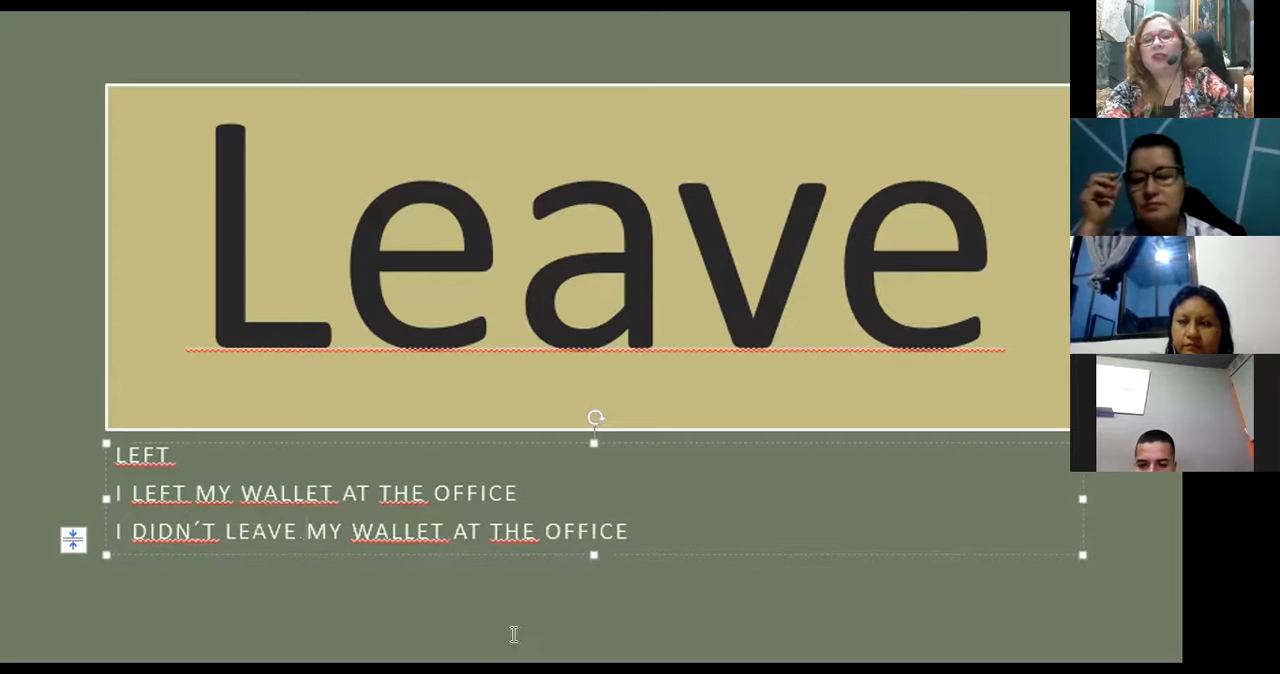 Leave
LEFT
I LEFT MY WALLET AT THE OFFICE
I DIDN´T LEAVE MY WALLET AT THE OFFICE